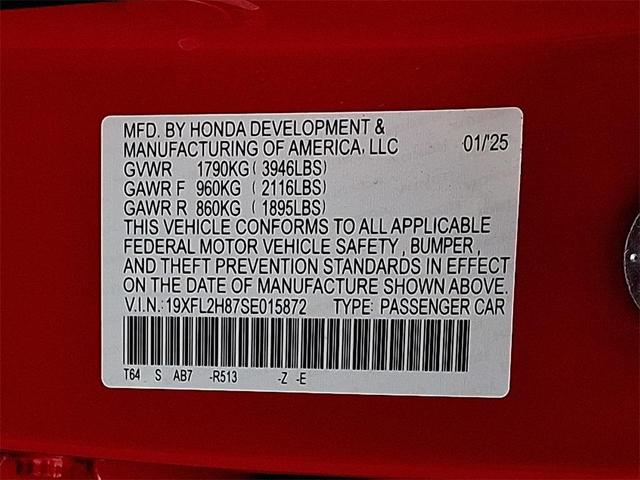 MFD. BY HONDA DEVELOPMENT &
MANUFACTURING OF AMERICA, LLC 01/'25
GVWR 1790KG ( 3946LBS)
GAWR F 960KG ( 2116LBS)
GAWR R 860KG ( 1895LBS)
THIS VEHICLE CONFORMS TO ALL APPLICABLE
FEDERAL MOTOR VEHICLE SAFETY , BUMPER ,
AND THEFT PREVENTION STANDARDS IN EFFECT
ON THE DATE OF MANUFACTURE SHOWN ABOVE.
V.I.N.: 19XFL2H87SE015872 TYPE: PASSENGER CAR
T64 S AB7 -R513 -Z -E